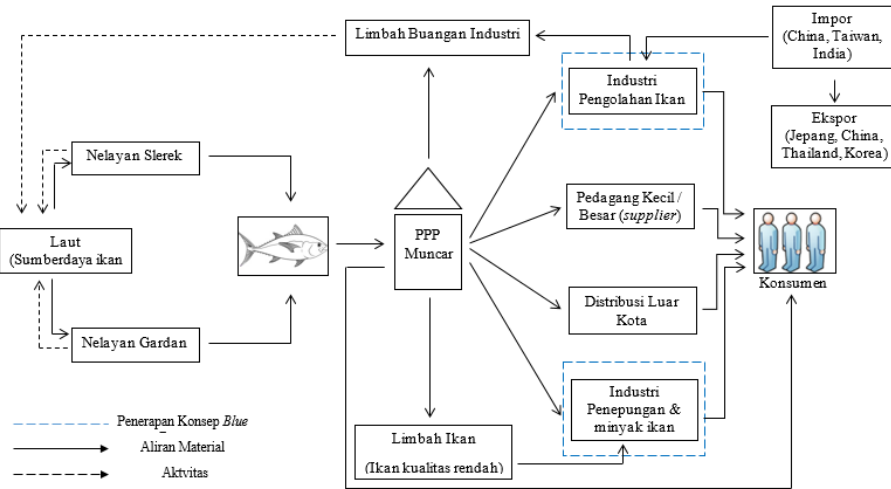 Limbah Buangan Industri
Impor
(China, Taiwan,
India)
Industri
Pengolahan Ikan
Ekspor
(Jepang, China,
Thailand, Korea)
Nelayan Slerek
Pedagang Kecil /
Besar (supplier)
Laut
(Sumberdaya ikan
PPP
Muncar
Konsumen
Distribusi Luar
Kota
Nelayan Gardan
Industri
Penepungan &
minyak ikan
Limbah Ikan
(Ikan kualitas rendah)
Penerapan Konsep Blue
Aliran Material
Aktvitas